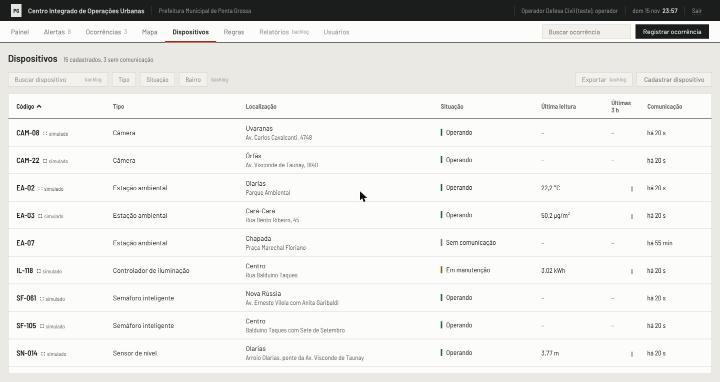 PG Centro Integrado de Operações Urbanas Prefeitura Municipal de Ponta Grossa Operador Defesa Civil (teste): operador dom 15 nov 23:57 Sair
Painel Alertas 8 Ocorrências 3 Mapa Dispositivos Regras Relatórios backlog Usuários Buscar ocorrência Registrar ocorrência
Dispositivos 15 cadastrados, 3 sem comunicação
Buscar dispositivo backlog Tipo Situação Bairro backlog Exportar backlog Cadastrar dispositivo
Código Tipo Localização Situação Última leitura Últimas 3 h Comunicação
CAM-08 simulado Câmera Uvaranas Operando – – há 20 s
Av. Carlos Cavalcanti, 4748
CAM-22 simulado Câmera Órfãs Operando – – há 20 s
Av. Visconde de Taunay,
EA-02 simulado Estação ambiental Olarias Operando 22,2 °C há 20 s
Parque Ambiental
EA-03 simulado Estação ambiental Cará-Cará Operando 50,2 µg/m³ há 20 s
Rua Bento Ribeiro, 45
EA-07 Estação ambiental Chapada Sem comunicação – – há 55 min
Praça Marechal Floriano
IL-118 simulado Controlador de iluminação Centro Em manutenção 3,02 kWh há 20 s
Rua Balduino Taques
SF-061 simulado Semáforo inteligente Nova Rússia Operando – – há 20 s
Av. Ernesto Vilela com Anita Garibaldi
SF-105 simulado Semáforo inteligente Centro Operando – – há 20 s
Balduino Taques com Sete de Setembro
SN-014 simulado Sensor de nível Olarias Operando 3,77 m há 20 s
Arroio Olarias, ponte da Av. Visconde de Taunay